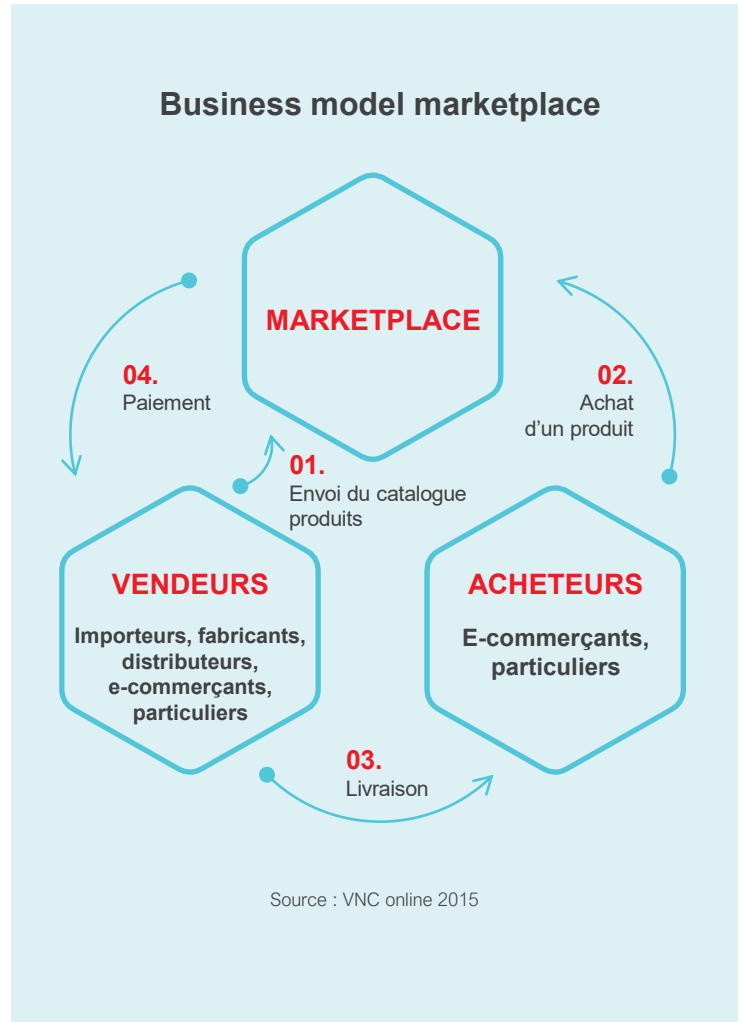 Business model marketplace
MARKETPLACE
04.
Paiement
02.
Achat
d’un produit
01.
Envoi du catalogue
produits
VENDEURS
Importeurs, fabricants,
distributeurs,
e-commerçants,
particuliers
ACHETEURS
E-commerçants,
particuliers
03.
Livraison
Source : VNC online 2015